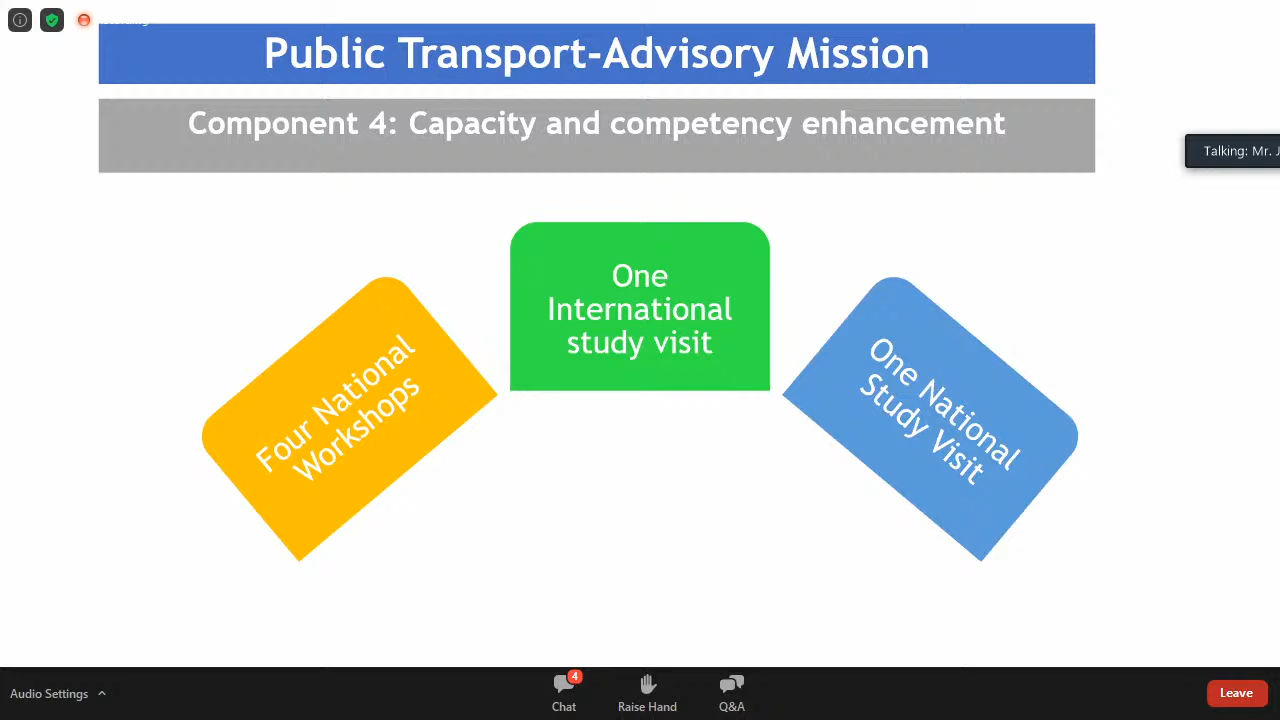 Public Transport-Advisory Mission
Component 4: Capacity and competency enhancement
Talking: Mr. J
One
International
study visit
Four National
Workshops
One National
Study Visit
Audio Settings
4
Chat
Raise Hand
Q&A
Leave